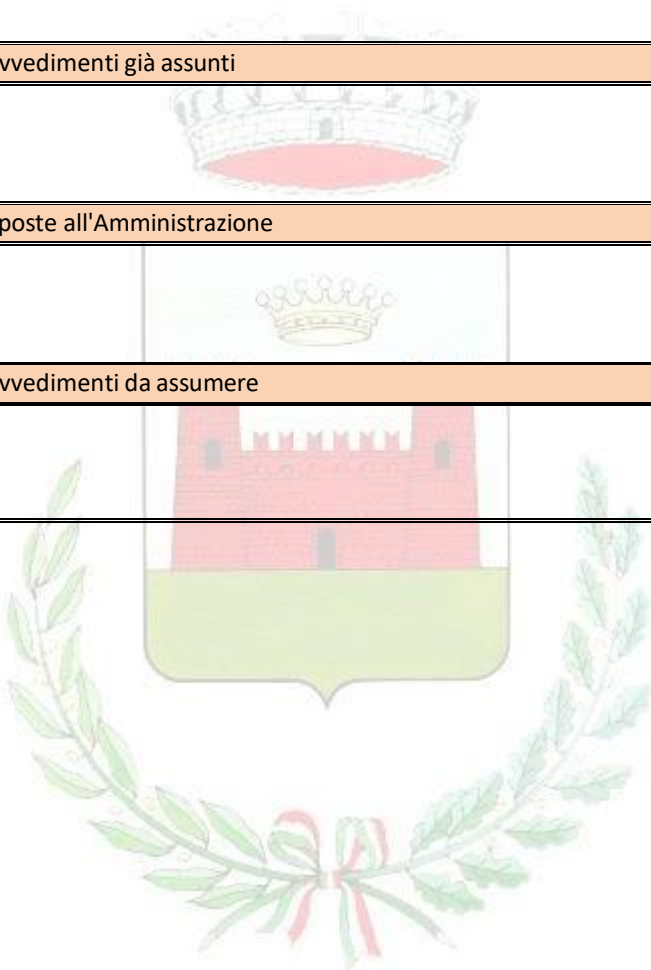 vvedimenti già assunti
poste all'Amministrazione
vvedimenti da assumere